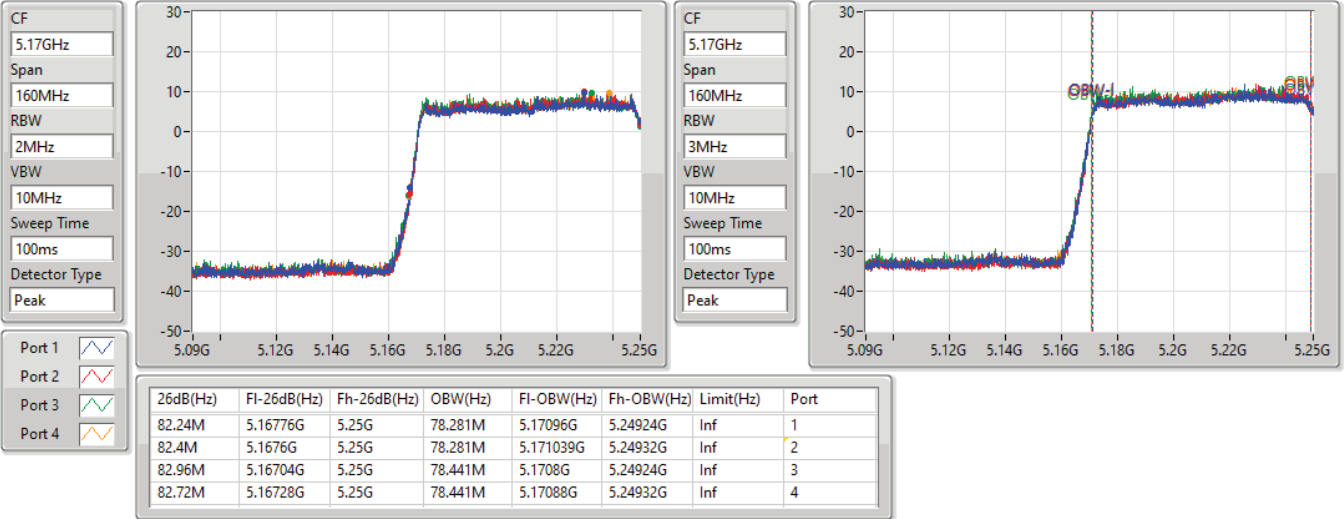 CF
5.17GHz
Span
160MHz
RBW
2MHz
VBW
10MHz
Sweep Time
100ms
Detector Type
Peak
30
20
10
0
-10
-20
-30
-40
-50
5.09G 5.12G 5.14G 5.16G 5.18G 5.2G 5.22G 5.25G
CF
5.17GHz
Span
160MHz
RBW
3MHz
VBW
10MHz
Sweep Time
100ms
Detector Type
Peak
30
20
10
0
-10
-20
-30
-40
-50
OBW-l
5.09G 5.12G 5.14G 5.16G 5.18G 5.2G 5.22G 5.25G
Port 1
Port 2
Port 3
Port 4
26dB(Hz) Fl-26dB(Hz) Fh-26dB(Hz) OBW(Hz) Fl-OBW(Hz) Fh-OBW(Hz) Limit(Hz) Port
82.24M 5.16776G 5.25G 78.281M 5.17096G 5.24924G Inf 1
82.4M 5.1676G 5.25G 78.281M 5.171039G 5.24932G Inf 2
82.96M 5.16704G 5.25G 78.441M 5.1708G 5.24924G Inf 3
82.72M 5.16728G 5.25G 78.441M 5.17088G 5.24932G Inf 4